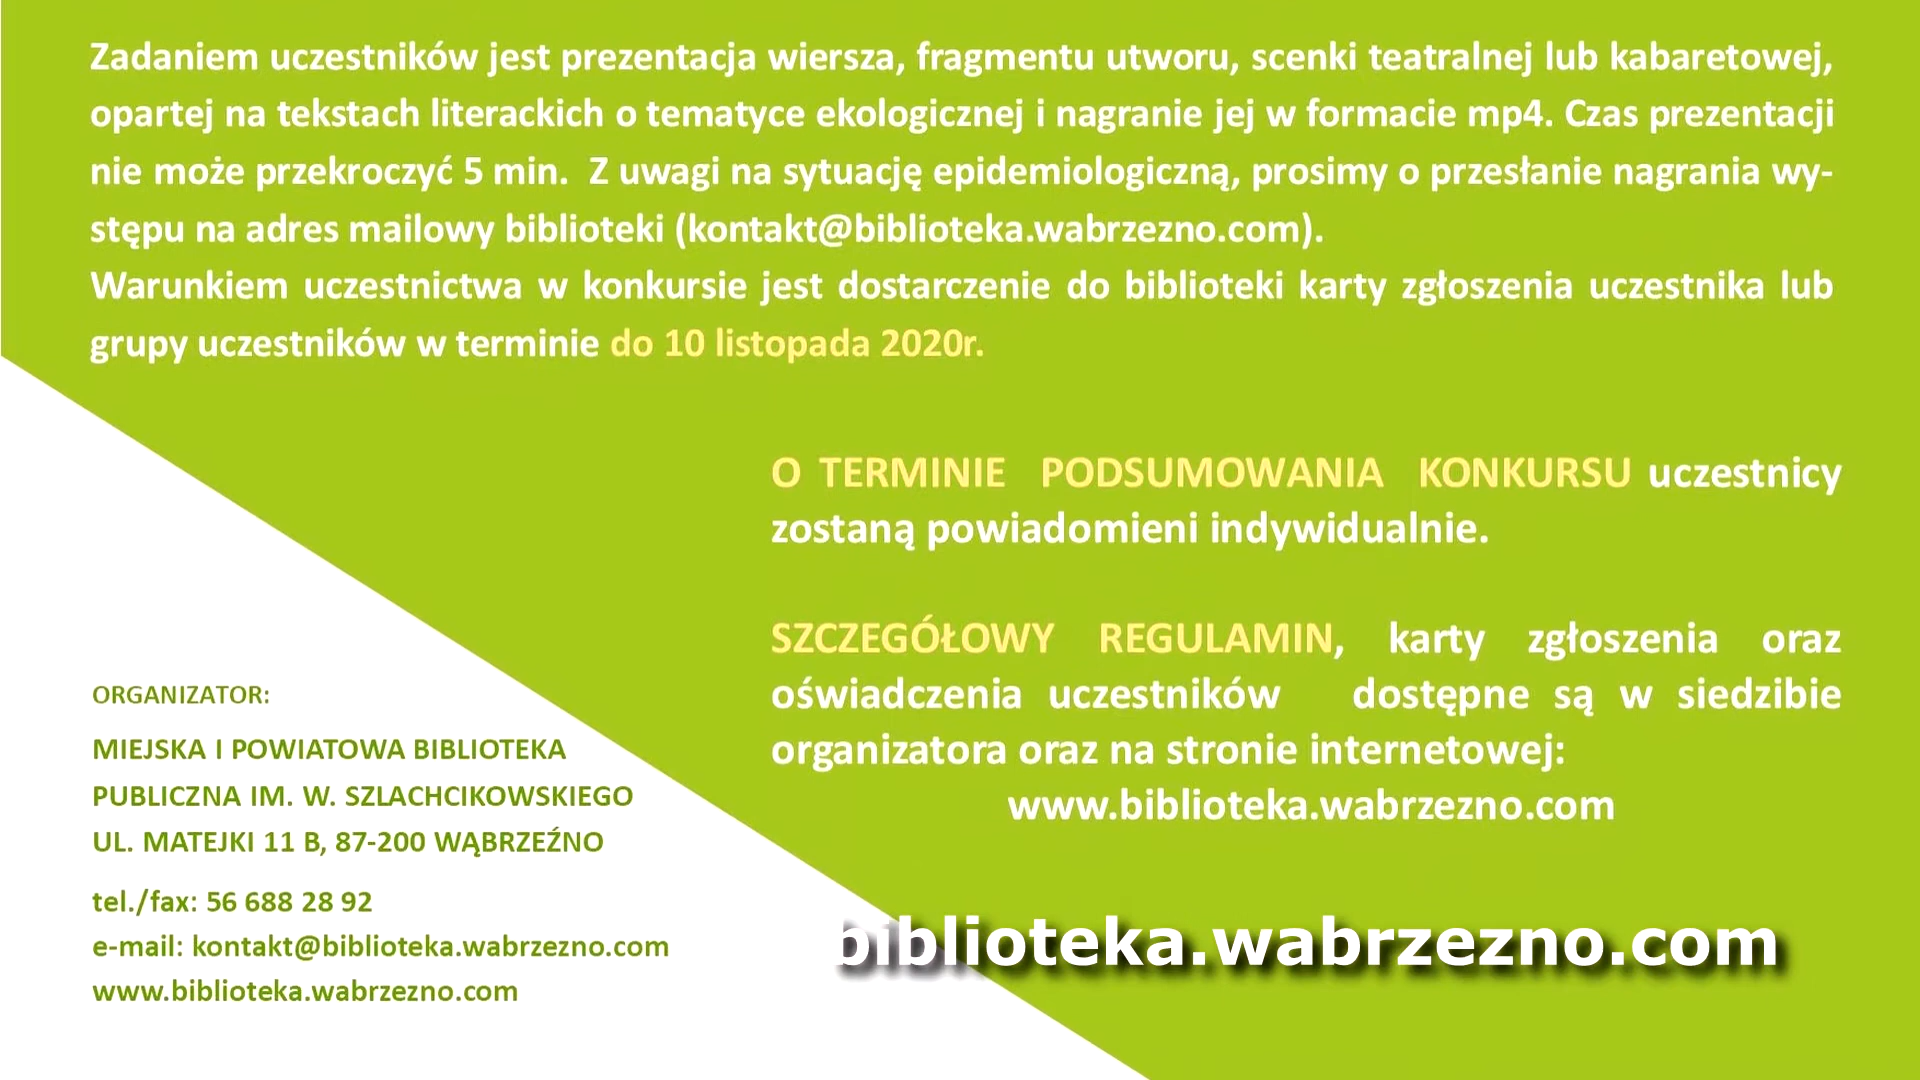 Zadaniem uczestników jest prezentacja wiersza, fragmentu utworu, scenki teatralnej lub kabaretowej,
opartej na tekstach literackich o tematyce ekologicznej i nagranie jej w formacie mp4. Czas prezentacji
nie może przekroczyć 5 min. Z uwagi na sytuację epidemiologiczną, prosimy o przesłanie nagrania wy-
stępu na adres mailowy biblioteki (kontakt@biblioteka.wabrzezno.com).
Warunkiem uczestnictwa w konkursie jest dostarczenie do biblioteki karty zgłoszenia uczestnika lub
grupy uczestników w terminie do 10 listopada 2020r.
O TERMINIE PODSUMOWANIA KONKURSU uczestnicy
zostaną powiadomieni indywidualnie.
SZCZEGÓŁOWY REGULAMIN, karty zgłoszenia oraz
oświadczenia uczestników dostępne są w siedzibie
organizatora oraz na stronie internetowej:
www.biblioteka.wabrzezno.com
ORGANIZATOR:
MIEJSKA I POWIATOWA BIBLIOTEKA
PUBLICZNA IM. W. SZLACHCIKOWSKIEGO
UL. MATEJKI 11 B, 87-200 WĄBRZEŹNO
tel./fax: 56 688 28 92
e-mail: kontakt@biblioteka.wabrzezno.com
www.biblioteka.wabrzezno.com
biblioteka.wabrzezno.com